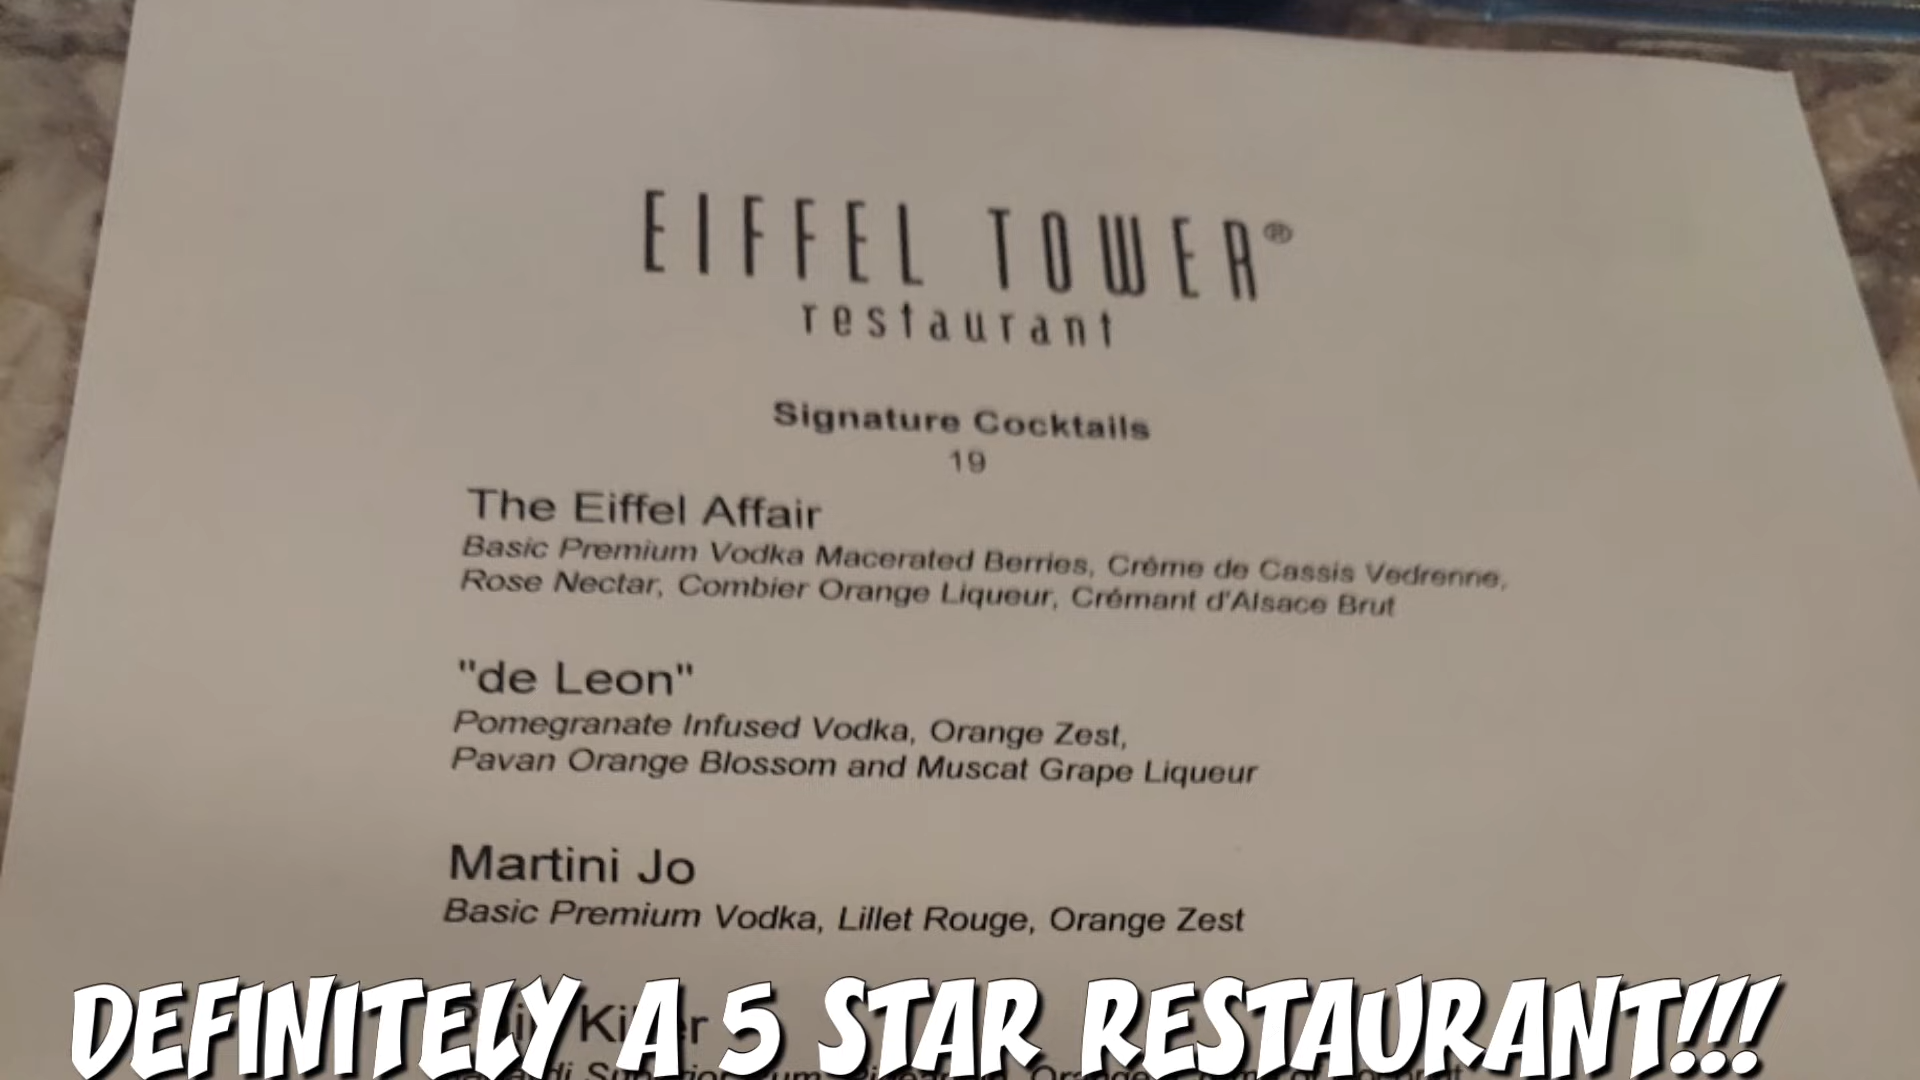 EIFFEL TOWER®
restaurant
Signature Cocktails
19
The Eiffel Affair
Basic Premium Vodka Macerated Berries, Crême de Cassis Vedrenne,
Rose Nectar, Combier Orange Liqueur, Crémant d'Alsace Brut
"de Leon"
Pomegranate Infused Vodka, Orange Zest,
Pavan Orange Blossom and Muscat Grape Liqueur
Martini Jo
Basic Premium Vodka, Lillet Rouge, Orange Zest
DEFINITELY A 5 STAR RESTAURANT!!!